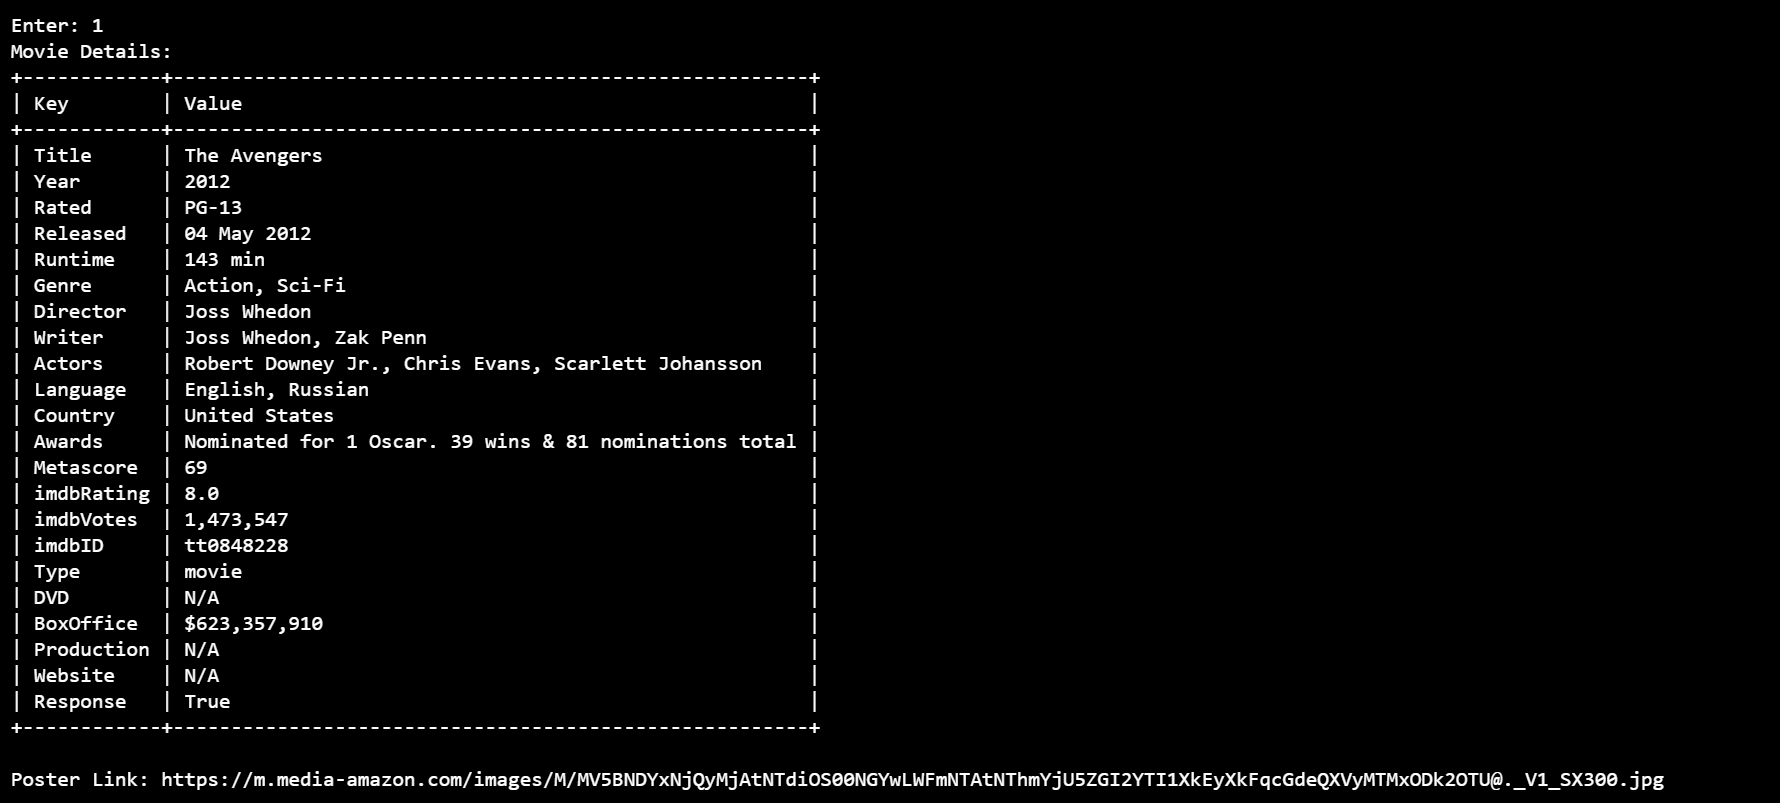 Enter: 1
Movie Details:
+------------+-------------------------------------------------------+
| Key        | Value                                                 |
+------------+-------------------------------------------------------+
| Title      | The Avengers                                          |
| Year       | 2012                                                  |
| Rated      | PG-13                                                 |
| Released   | 04 May 2012                                           |
| Runtime    | 143 min                                               |
| Genre      | Action, Sci-Fi                                        |
| Director   | Joss Whedon                                           |
| Writer     | Joss Whedon, Zak Penn                                 |
| Actors     | Robert Downey Jr., Chris Evans, Scarlett Johansson    |
| Language   | English, Russian                                      |
| Country    | United States                                         |
| Awards     | Nominated for 1 Oscar. 39 wins & 81 nominations total |
| Metascore  | 69                                                    |
| imdbRating | 8.0                                                   |
| imdbVotes  | 1,473,547                                             |
| imdbID     | tt0848228                                             |
| Type       | movie                                                 |
| DVD        | N/A                                                   |
| BoxOffice  | $623,357,910                                          |
| Production | N/A                                                   |
| Website    | N/A                                                   |
| Response   | True                                                  |
+------------+-------------------------------------------------------+
Poster Link: https://m.media-amazon.com/images/M/MV5BNDYxNjQyMjAtNTdiOS00NGYwLWFmNTAtNThmYjU5ZGI2YTI1XkEyXkFqcGdeQXVyMTMxODk2OTU@._V1_SX300.jpg